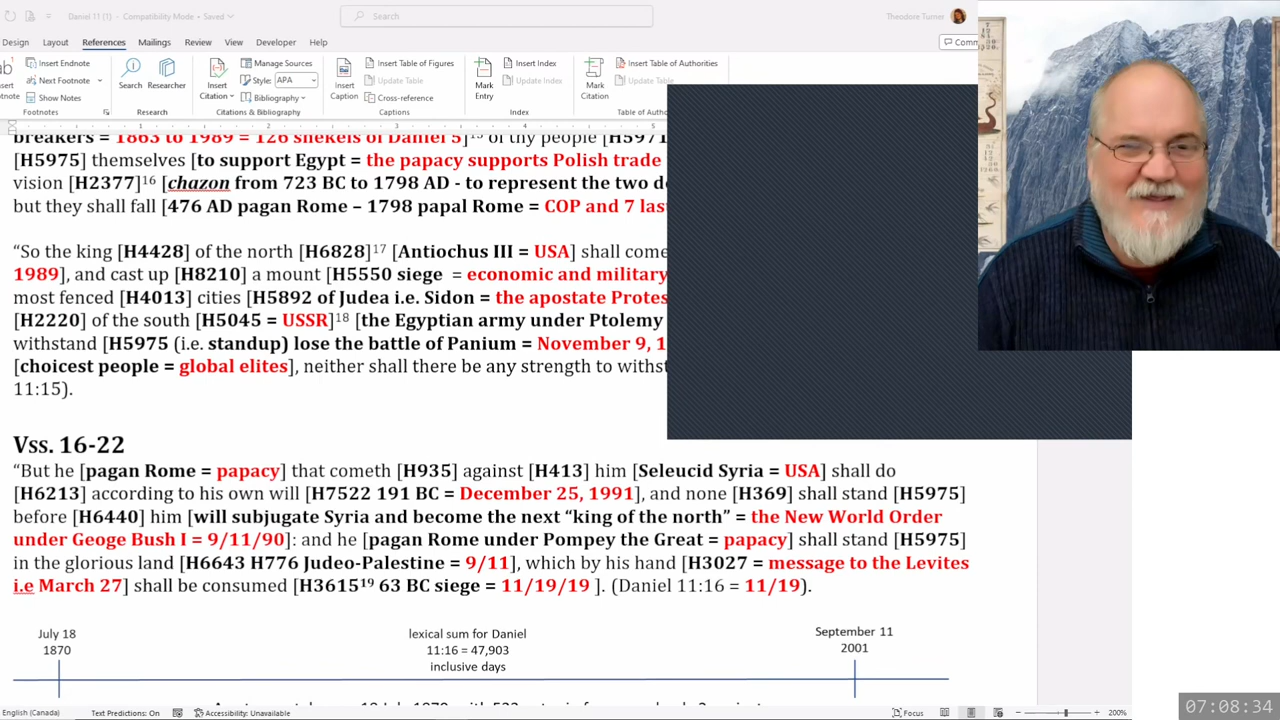 Daniel 11 (1) - Compatibility Mode • Saved
Search
Theodore Turner
Design Layout References Mailings Review View Developer Help
Comm
Insert Endnote
Next Footnote
Show Notes
Footnotes
Search
Researcher
Research
Insert Citation
Manage Sources
Style: APA
Bibliography
Citations & Bibliography
Insert Caption
Insert Table of Figures
Update Table
Cross-reference
Captions
Mark Entry
Insert Index
Update Index
Index
Mark Citation
Insert Table of Authorities
Update Table
Table of Autho
1 2 3 4 5
breakers = 1863 to 1989 = 126 shekels of Daniel 5] of thy people [H5971
[H5975] themselves [to support Egypt = the papacy supports Polish trade
vision [H2377]16 [chazon from 723 BC to 1798 AD - to represent the two de
but they shall fall [476 AD pagan Rome – 1798 papal Rome = COP and 7 las
“So the king [H4428] of the north [H6828]17 [Antiochus III = USA] shall come
1989], and cast up [H8210] a mount [H5550 siege = economic and military
most fenced [H4013] cities [H5892 of Judea i.e. Sidon = the apostate Protes
[H2220] of the south [H5045 = USSR]18 [the Egyptian army under Ptolemy
withstand [H5975 (i.e. standup) lose the battle of Panium = November 9, 1
[choicest people = global elites], neither shall there be any strength to withst
11:15).
Vss. 16-22
“But he [pagan Rome = papacy] that cometh [H935] against [H413] him [Seleucid Syria = USA] shall do
[H6213] according to his own will [H7522 191 BC = December 25, 1991], and none [H369] shall stand [H5975]
before [H6440] him [will subjugate Syria and become the next “king of the north” = the New World Order
under Geoge Bush I = 9/11/90]: and he [pagan Rome under Pompey the Great = papacy] shall stand [H5975]
in the glorious land [H6643 H776 Judeo-Palestine = 9/11], which by his hand [H3027 = message to the Levites
i.e March 27] shall be consumed [H361519 63 BC siege = 11/19/19 ]. (Daniel 11:16 = 11/19).
July 18
1870
lexical sum for Daniel
11:16 = 47,903
inclusive days
September 11
2001
English (Canada) Text Predictions: On Accessibility: Unavailable Focus 200%
07:08:34